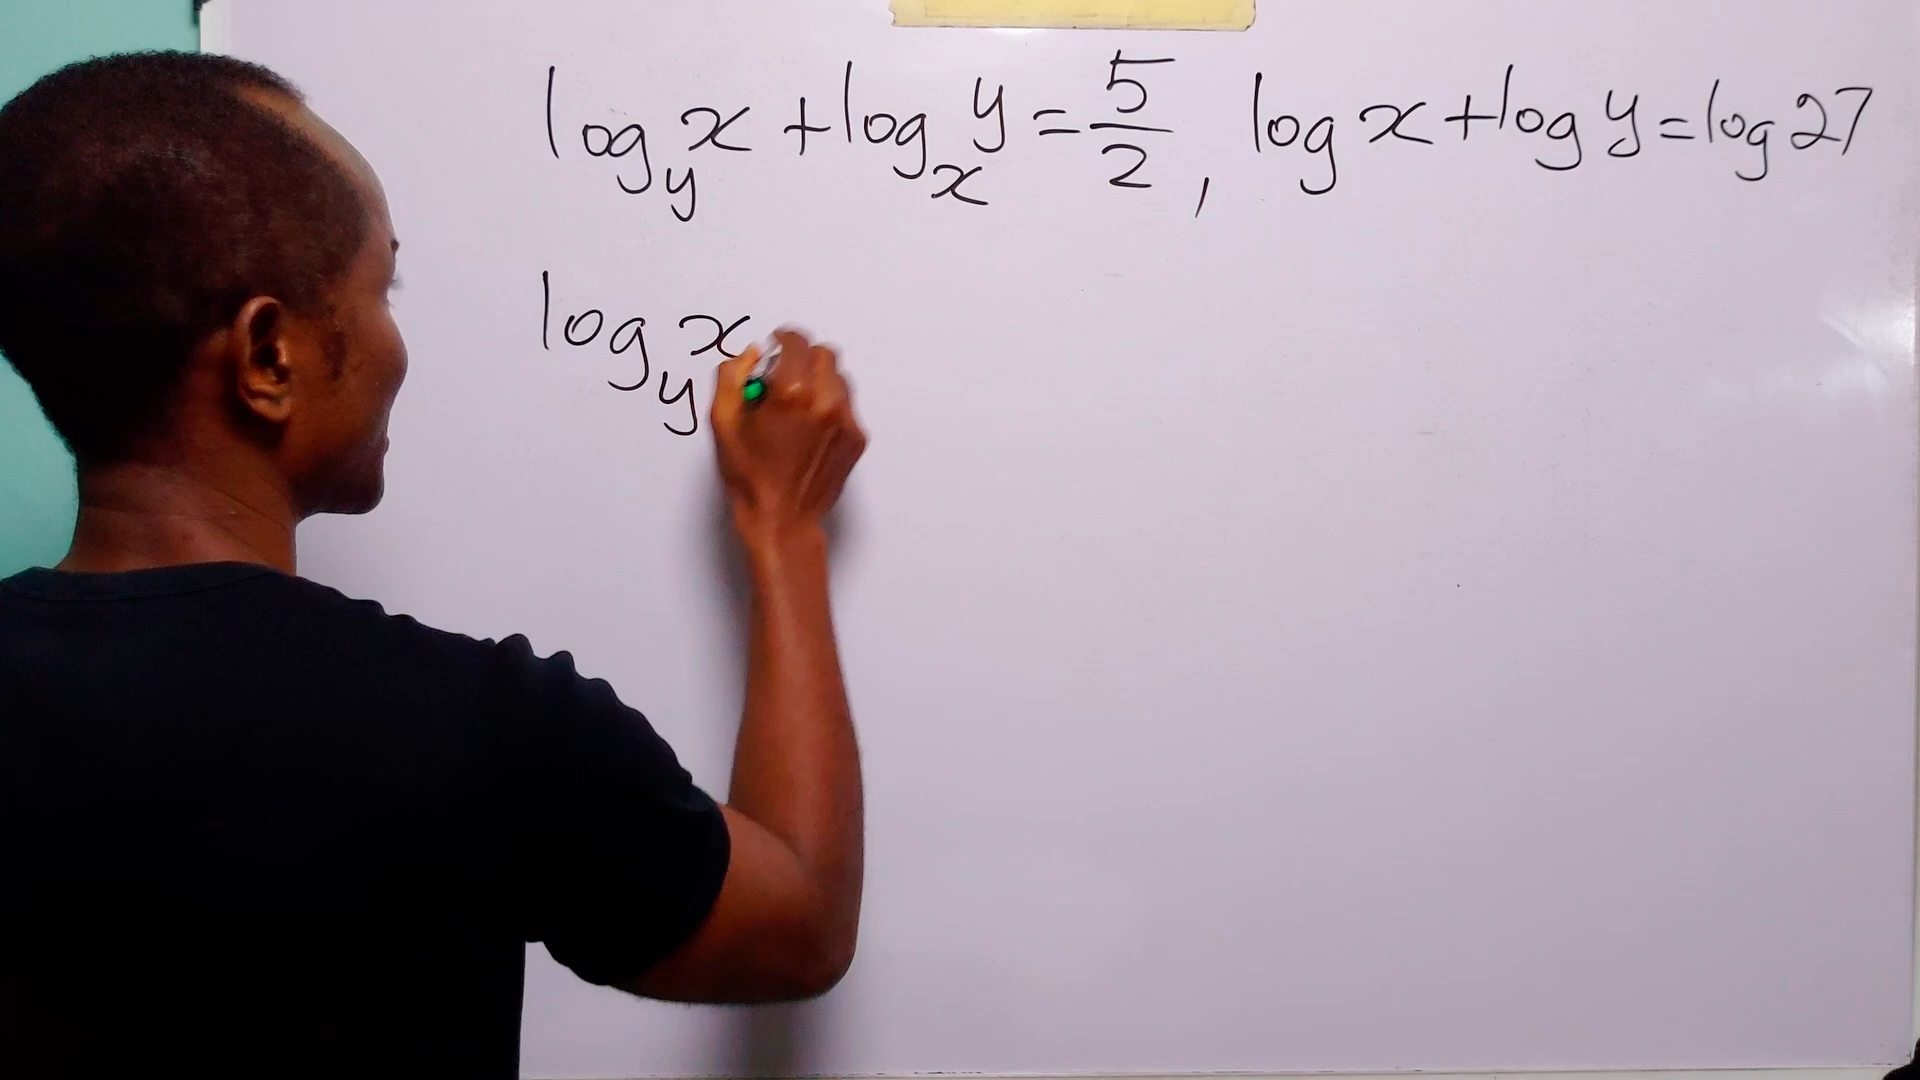 log_y x + log_x y = 5/2 , log x + log y = log 27
log_y x